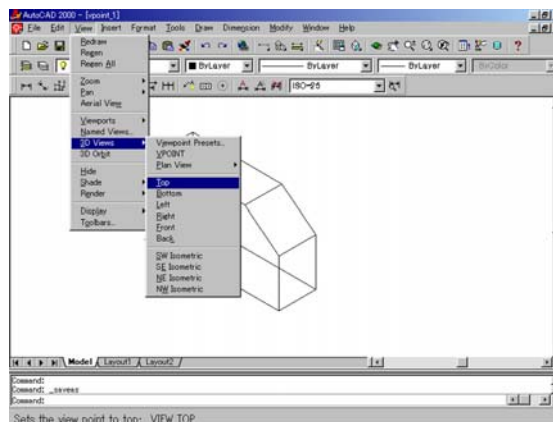 AutoCAD 2000 - [vpoint_1]
File Edit View Insert Format Tools Draw Dimension Modify Window Help
Redraw
Regen
Regen All
Zoom
Pan
Aerial View
Viewports
Named Views...
3D Views
3D Orbit
Hide
Shade
Render
Display
Toolbars...
ByLayer ByLayer ByLayer ByColor
ISO-25
Viewpoint Presets...
VPOINT
Plan View
Top
Bottom
Left
Right
Front
Back
SW Isometric
SE Isometric
NE Isometric
NW Isometric
Model Layout1 Layout2
Command:
Command: _saveas
Command:
Sets the view point to top: VIEW TOP